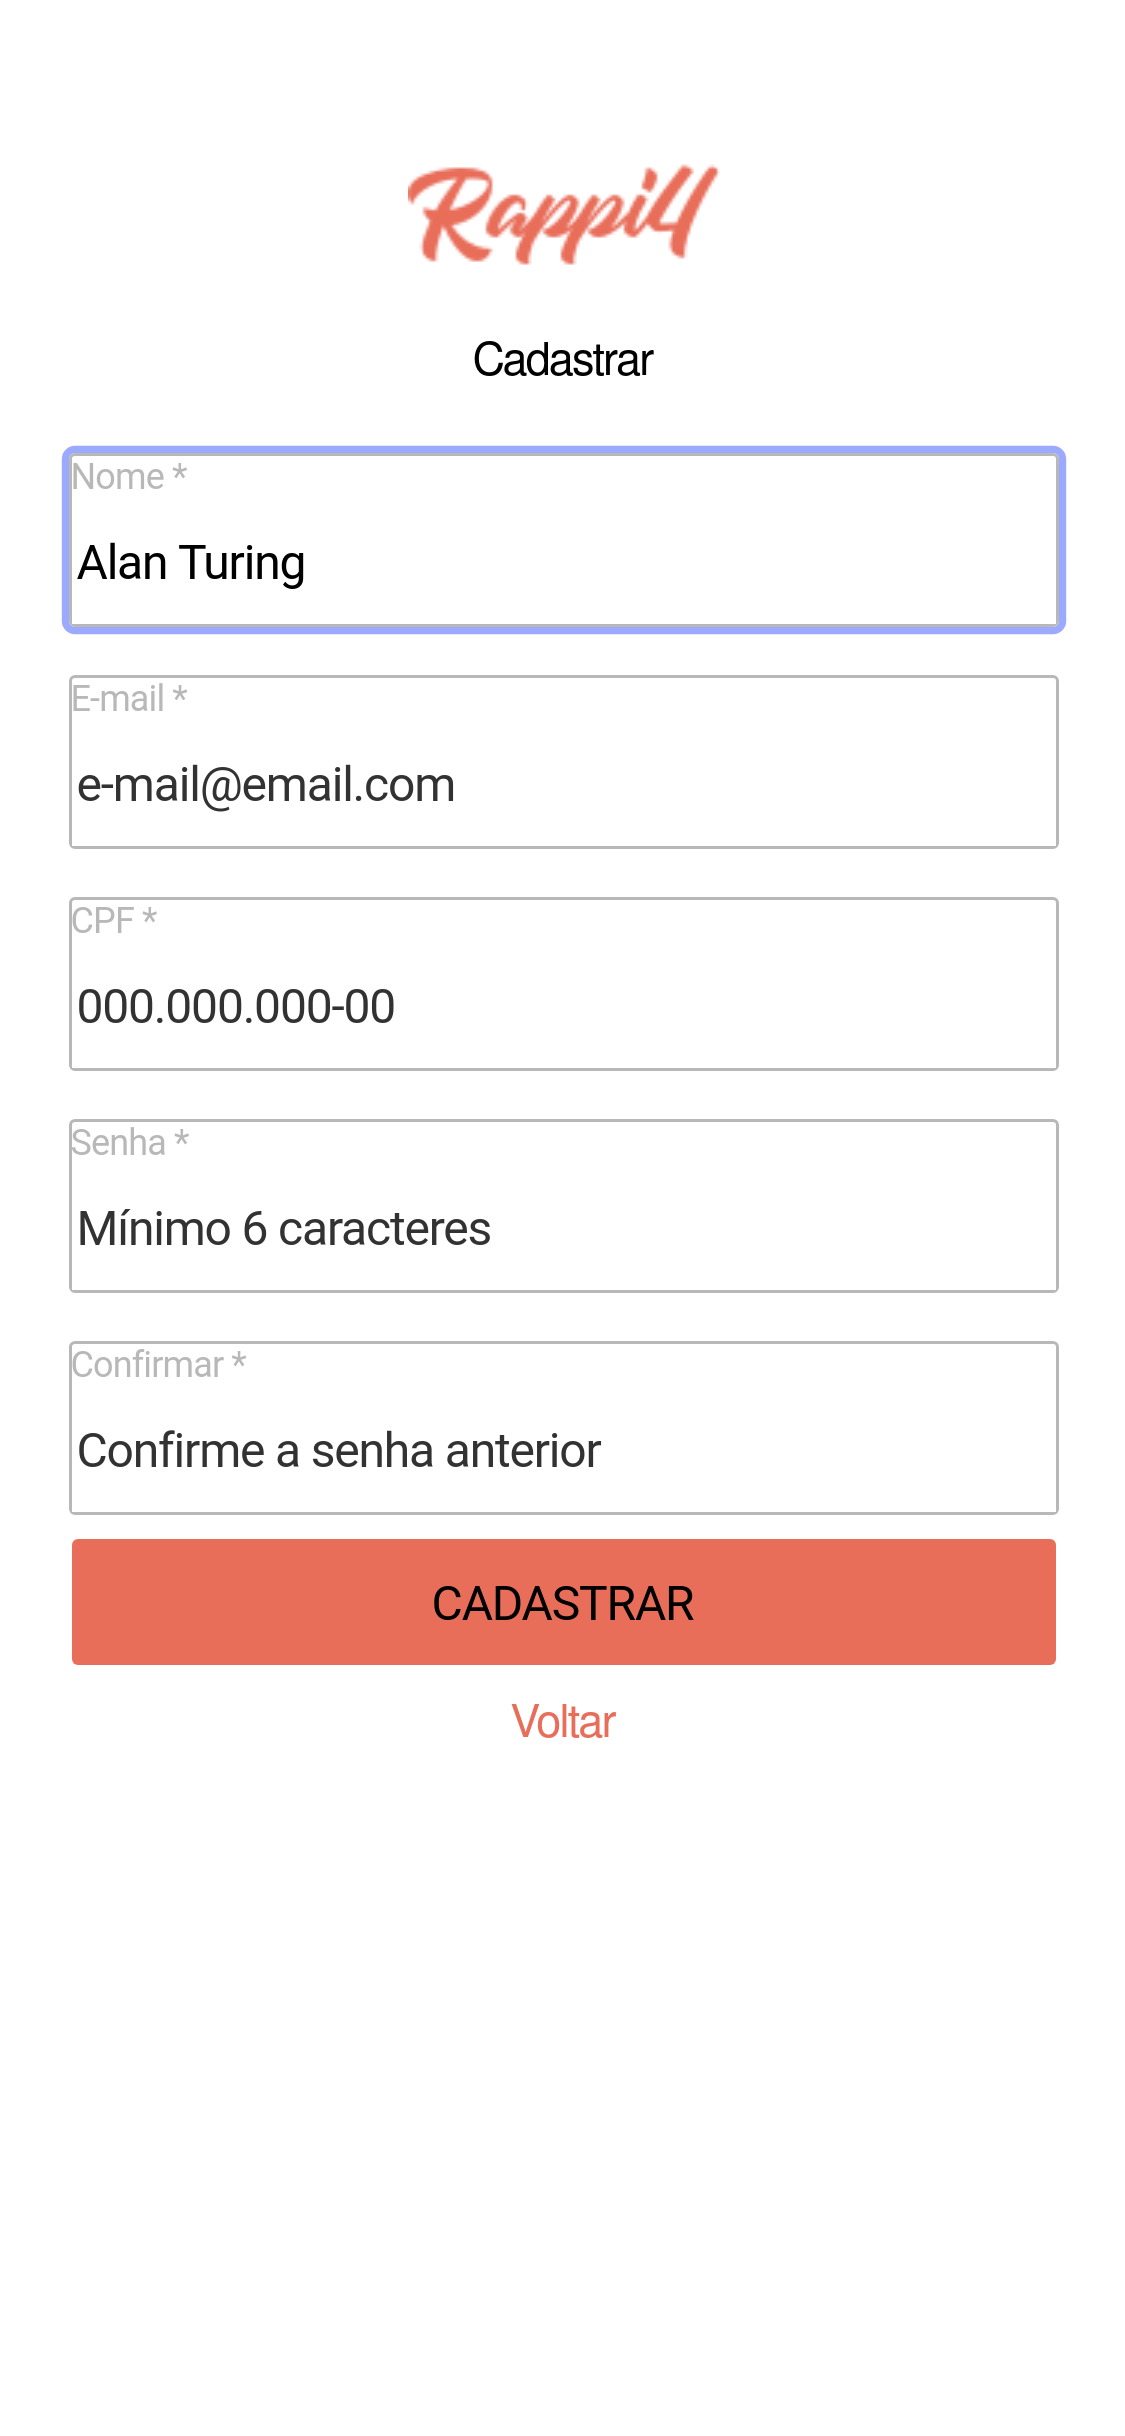 Rappi4
Cadastrar
Nome *
Alan Turing
E-mail *
e-mail@email.com
CPF *
000.000.000-00
Senha *
Mínimo 6 caracteres
Confirmar *
Confirme a senha anterior
CADASTRAR
Voltar